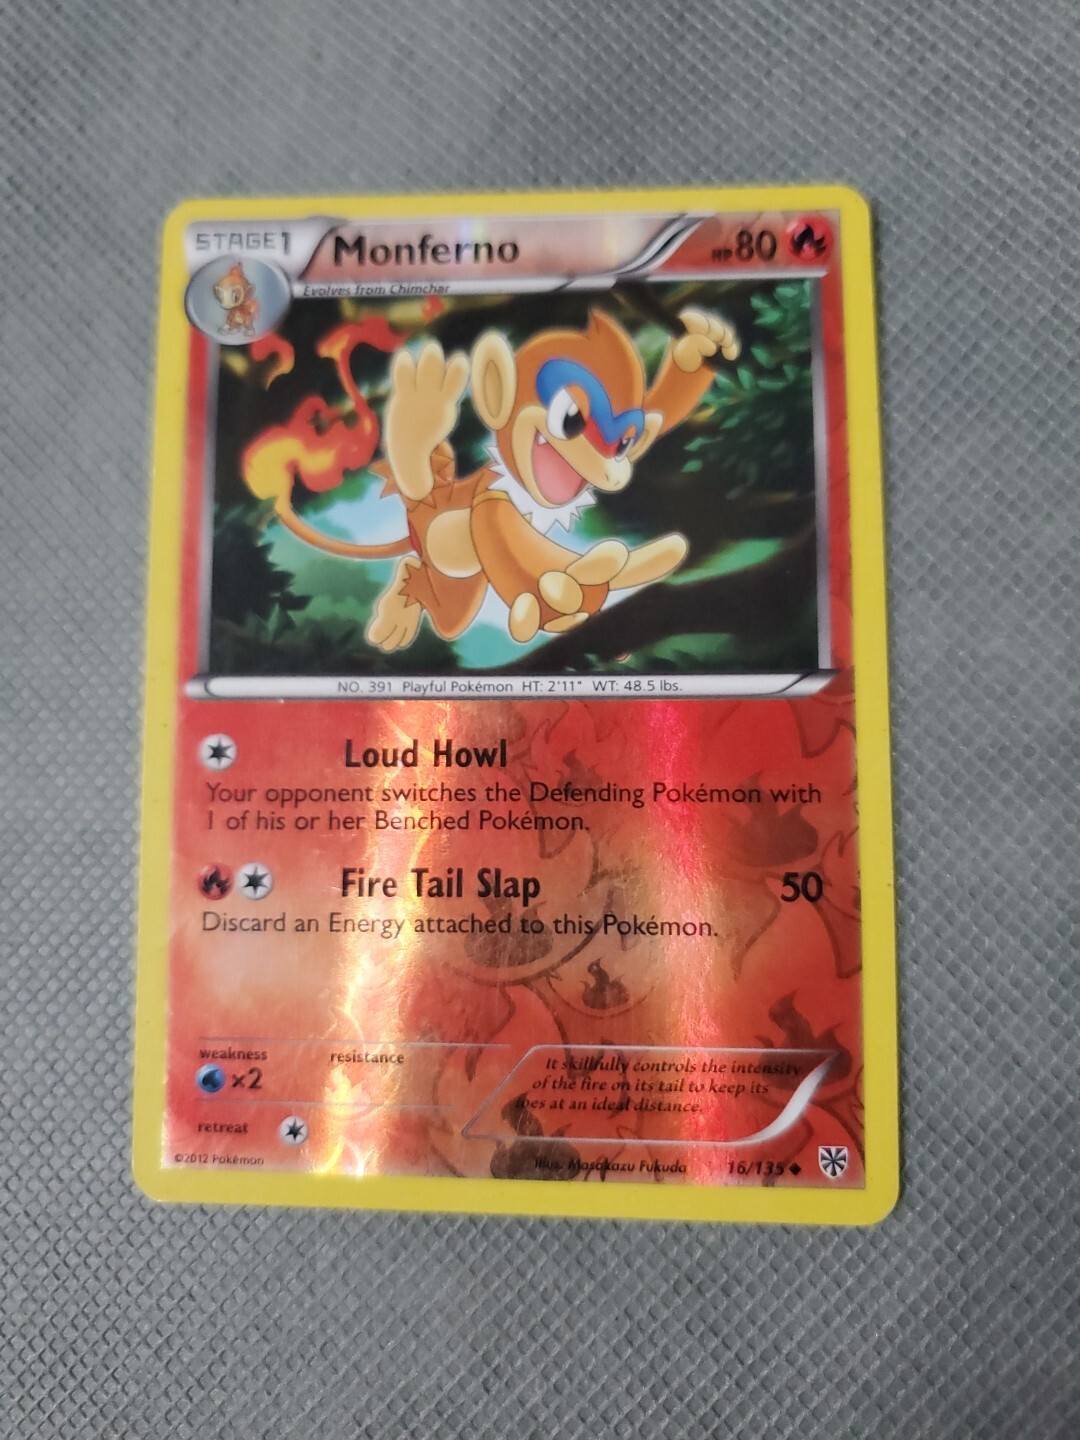 STAGE1 Monferno HP80
Evolves from Chimchar
NO. 391 Playful Pokémon HT: 2'11" WT: 48.5 lbs.
Loud Howl
Your opponent switches the Defending Pokémon with
1 of his or her Benched Pokémon.
Fire Tail Slap 50
Discard an Energy attached to this Pokémon.
weakness resistance
x2
It skillfully controls the intensity
of the fire on its tail to keep its
foes at an ideal distance.
retreat
©2012 Pokémon Illus. Masakazu Fukuda 16/135